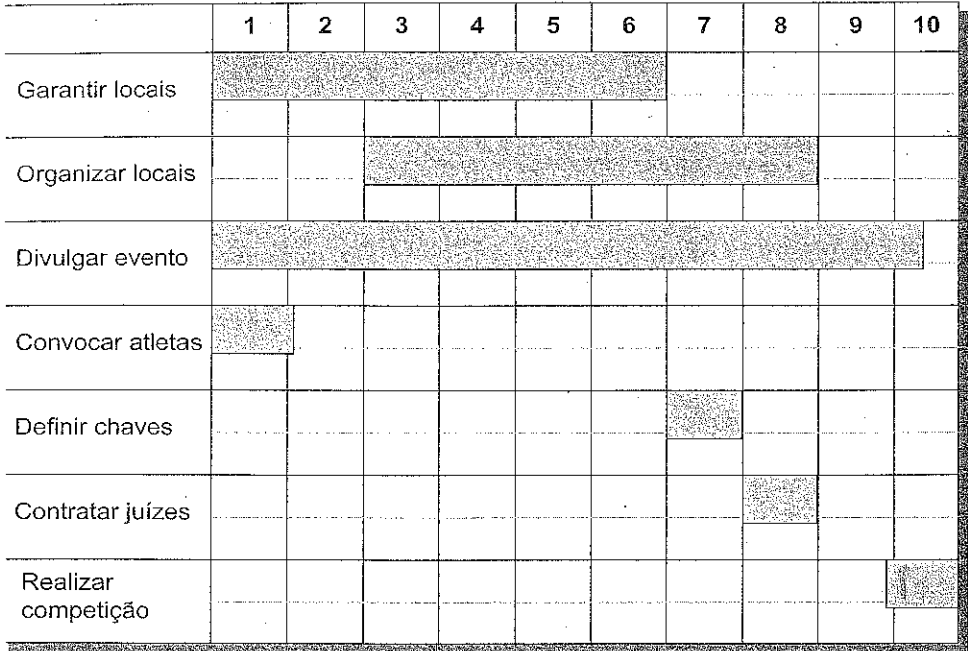 1 2 3 4 5 6 7 8 9 10
Garantir locais
Organizar locais
Divulgar evento
Convocar atletas
Definir chaves
Contratar juízes
Realizar
competição